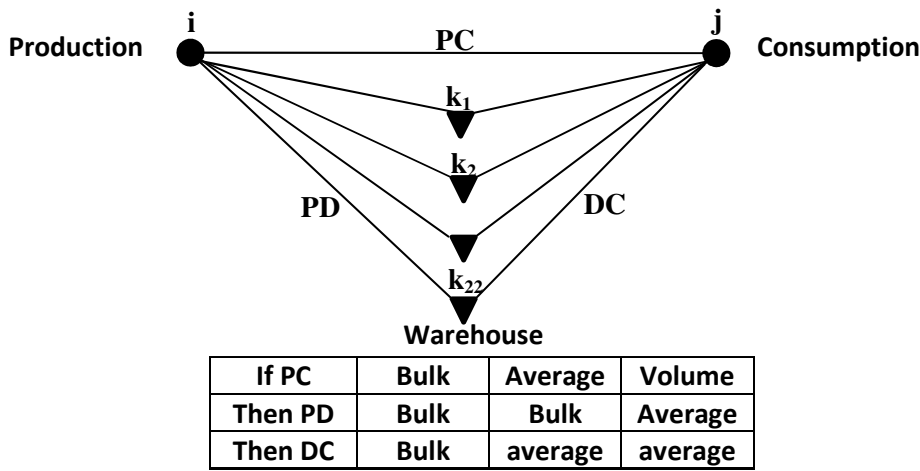 i
j
Production
PC
Consumption
k₁
k₂
PD
DC
k₂₂
Warehouse
If PC Bulk Average Volume
Then PD Bulk Bulk Average
Then DC Bulk average average